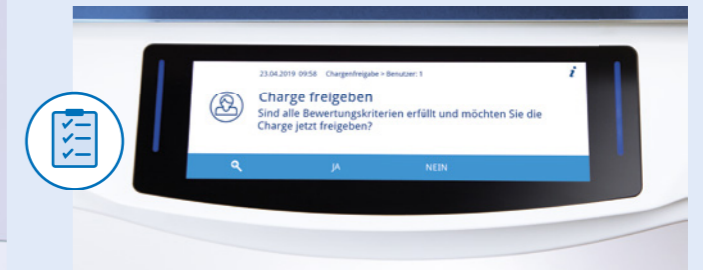 23.04.2019 09:58 Chargenfreigabe > Benutzer: 1
i
Charge freigeben
Sind alle Bewertungskriterien erfüllt und möchten Sie die
Charge jetzt freigeben?
JA NEIN